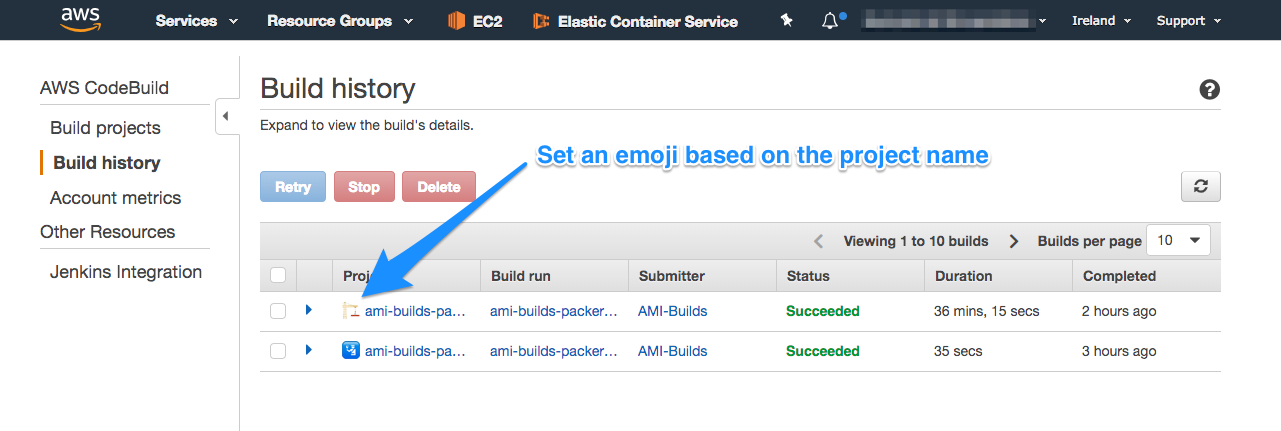 aws Services Resource Groups EC2 Elastic Container Service Ireland Support
AWS CodeBuild
Build projects
Build history
Account metrics
Other Resources
Jenkins Integration
Build history
Expand to view the build's details.
Set an emoji based on the project name
Retry Stop Delete
Viewing 1 to 10 builds Builds per page 10
Build run Submitter Status Duration Completed
ami-builds-pa... ami-builds-packer... AMI-Builds Succeeded 36 mins, 15 secs 2 hours ago
ami-builds-pa... ami-builds-packer... AMI-Builds Succeeded 35 secs 3 hours ago